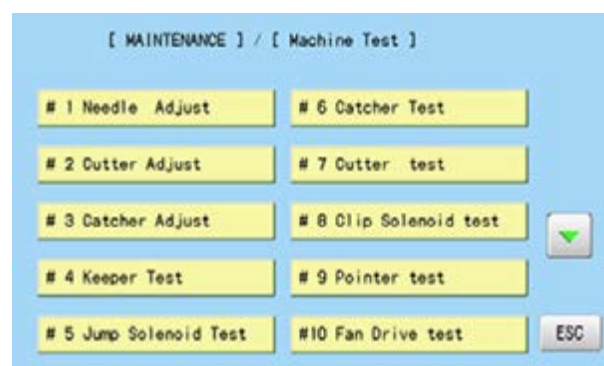 [ MAINTENANCE ] / [ Machine Test ]
# 1 Needle Adjust
# 2 Cutter Adjust
# 3 Catcher Adjust
# 4 Keeper Test
# 5 Jump Solenoid Test
# 6 Catcher Test
# 7 Cutter test
# 8 Clip Solenoid test
# 9 Pointer test
#10 Fan Drive test
ESC